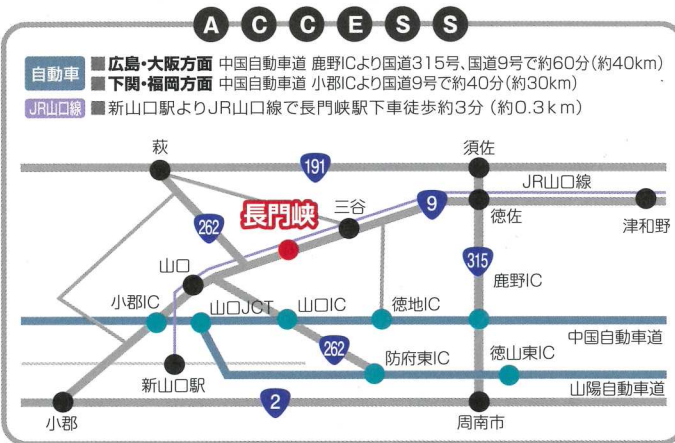 ACCESS
自動車
■広島・大阪方面 中国自動車道 鹿野ICより国道315号、国道9号で約60分(約40km)
■下関・福岡方面 中国自動車道 小郡ICより国道9号で約40分(約30km)
JR山口線
■新山口駅よりJR山口線で長門峡駅下車徒歩約3分(約0.3km)
萩
191
須佐
JR山口線
262
長門峡
三谷
9
徳佐
津和野
山口
315
鹿野IC
小郡IC
山口JCT
山口IC
徳地IC
中国自動車道
262
新山口駅
防府東IC
徳山東IC
山陽自動車道
小郡
2
周南市